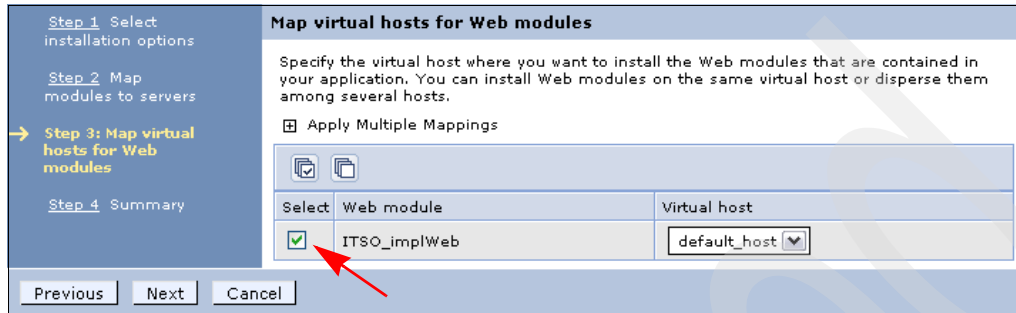 Step 1 Select
installation options
Step 2 Map
modules to servers
Step 3: Map virtual
hosts for Web
modules
Step 4 Summary
Map virtual hosts for Web modules
Specify the virtual host where you want to install the Web modules that are contained in
your application. You can install Web modules on the same virtual host or disperse them
among several hosts.
Apply Multiple Mappings
Select Web module Virtual host
ITSO_implWeb default_host
Previous Next Cancel